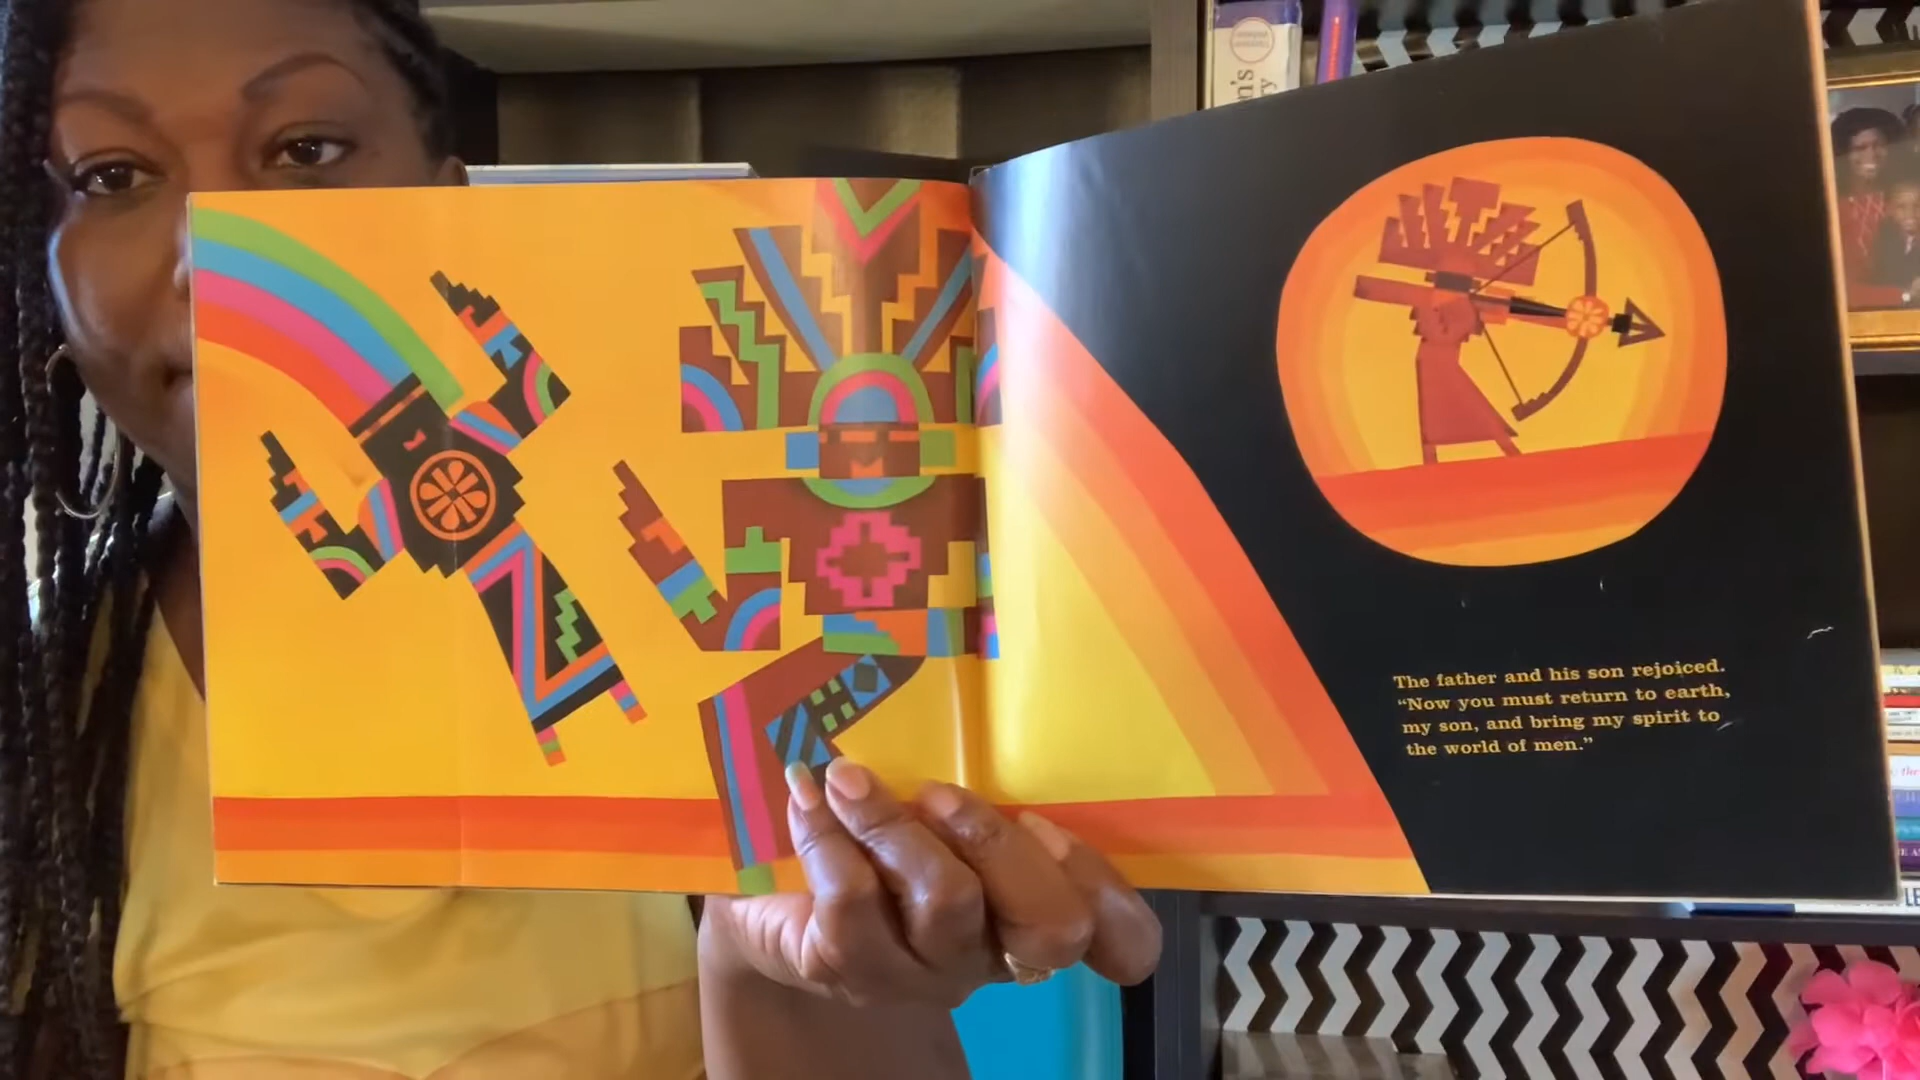 The father and his son rejoiced.
“Now you must return to earth,
my son, and bring my spirit to
the world of men.”